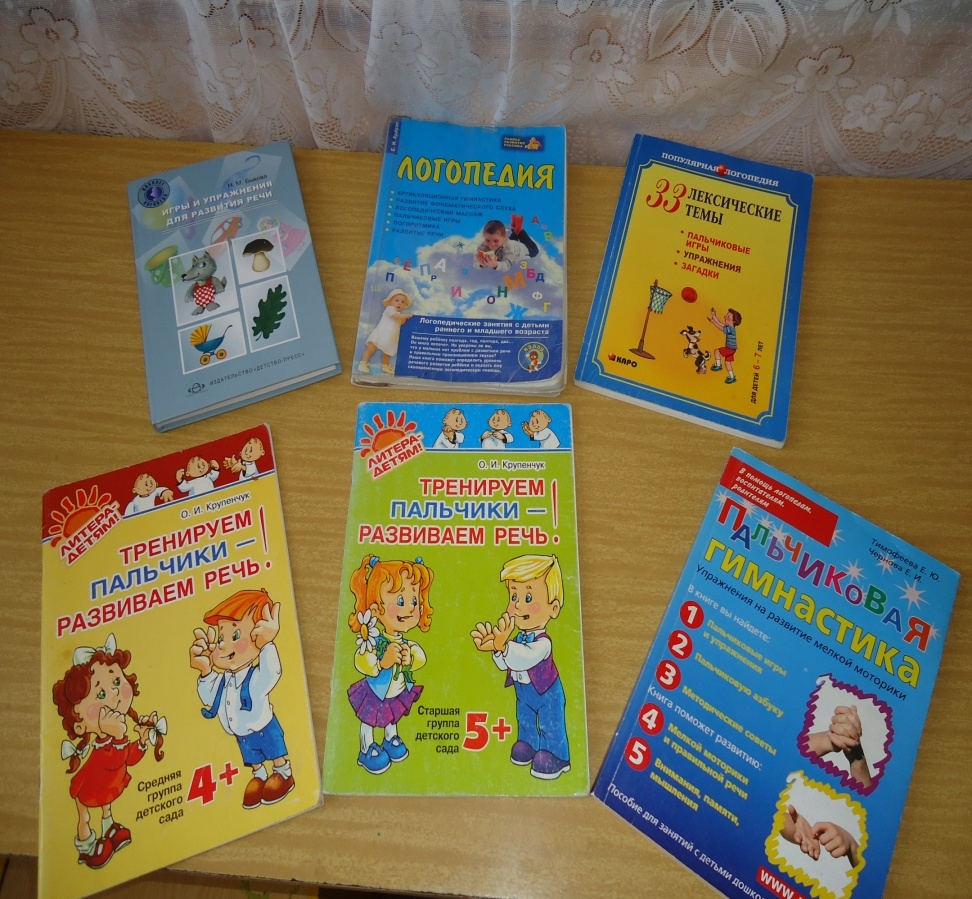 Н. М. Быкова
ИГРЫ И УПРАЖНЕНИЯ
ДЛЯ РАЗВИТИЯ РЕЧИ
ИЗДАТЕЛЬСТВО «ДЕТСТВО-ПРЕСС»
ЛОГОПЕДИЯ
АРТИКУЛЯЦИОННАЯ ГИМНАСТИКА
РАЗВИТИЕ ФОНЕМАТИЧЕСКОГО СЛУХА
ЛОГОПЕДИЧЕСКИЙ МАССАЖ
ПАЛЬЧИКОВЫЕ ИГРЫ
ЛОГОРИТМИКА
РАЗВИТИЕ РЕЧИ
Логопедические занятия с детьми
раннего и младшего возраста
ПОПУЛЯРНАЯ ЛОГОПЕДИЯ
33 ЛЕКСИЧЕСКИЕ
ТЕМЫ
• ПАЛЬЧИКОВЫЕ
ИГРЫ
• УПРАЖНЕНИЯ
• ЗАГАДКИ
КАРО
ДЛЯ ДЕТЕЙ 6 – 7 ЛЕТ
ЛИТЕРА-
ДЕТЯМ!
О. И. Крупенчук
ТРЕНИРУЕМ
ПАЛЬЧИКИ —
РАЗВИВАЕМ РЕЧЬ!
Средняя
группа
детского
сада
4+
ЛИТЕРА-
ДЕТЯМ!
О. И. Крупенчук
ТРЕНИРУЕМ
ПАЛЬЧИКИ —
РАЗВИВАЕМ РЕЧЬ!
Старшая
группа
детского
сада
5+
В помощь логопедам,
воспитателям,
родителям
Тимофеева Е. Ю.
Чернова Е. И.
ПАЛЬЧИКОВАЯ
ГИМНАСТИКА
Упражнения на развитие мелкой моторики
В книге вы найдете:
1 Пальчиковые игры
и упражнения
2 Пальчиковую азбуку
3 Методические советы
Книга поможет развитию:
4 Мелкой моторики
и правильной речи
5 Внимания, памяти,
мышления
Пособие для занятий с детьми
www.